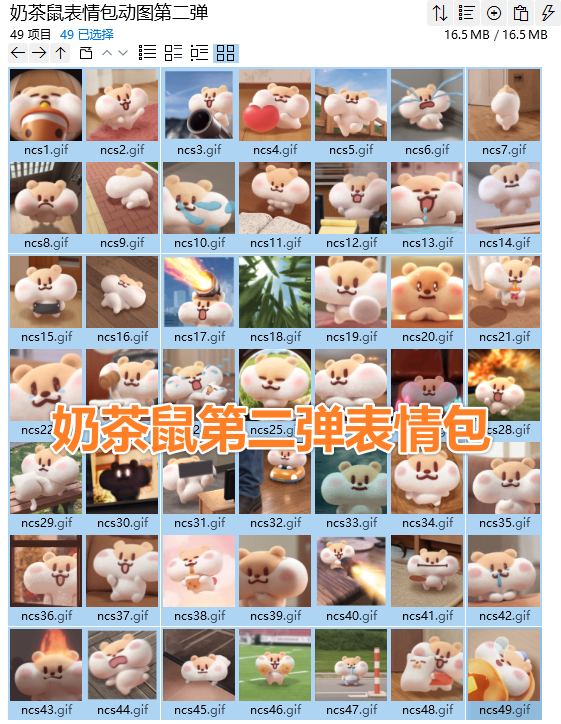 奶茶鼠表情包动图第二弹
49 项目 49 已选择 16.5 MB / 16.5 MB
ncs1.gif ncs2.gif ncs3.gif ncs4.gif ncs5.gif ncs6.gif ncs7.gif
ncs8.gif ncs9.gif ncs10.gif ncs11.gif ncs12.gif ncs13.gif ncs14.gif
ncs15.gif ncs16.gif ncs17.gif ncs18.gif ncs19.gif ncs20.gif ncs21.gif
奶茶鼠第二弹表情包
ncs29.gif ncs30.gif ncs31.gif ncs32.gif ncs33.gif ncs34.gif ncs35.gif
ncs36.gif ncs37.gif ncs38.gif ncs39.gif ncs40.gif ncs41.gif ncs42.gif
ncs43.gif ncs44.gif ncs45.gif ncs46.gif ncs47.gif ncs48.gif ncs49.gif